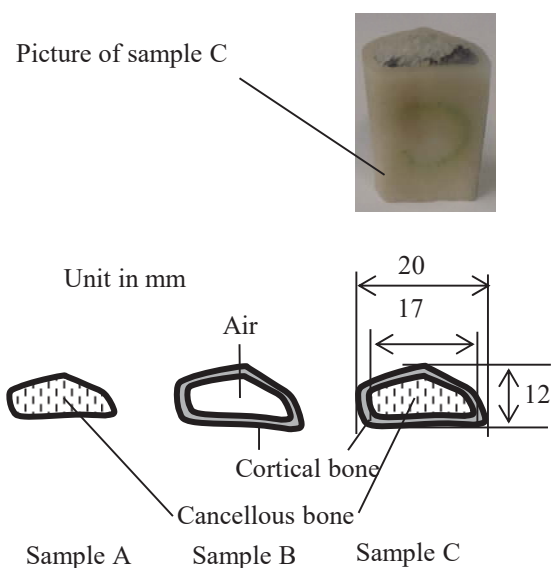 Picture of sample C
Unit in mm
20
17
Air
12
Cortical bone
Cancellous bone
Sample A Sample B Sample C